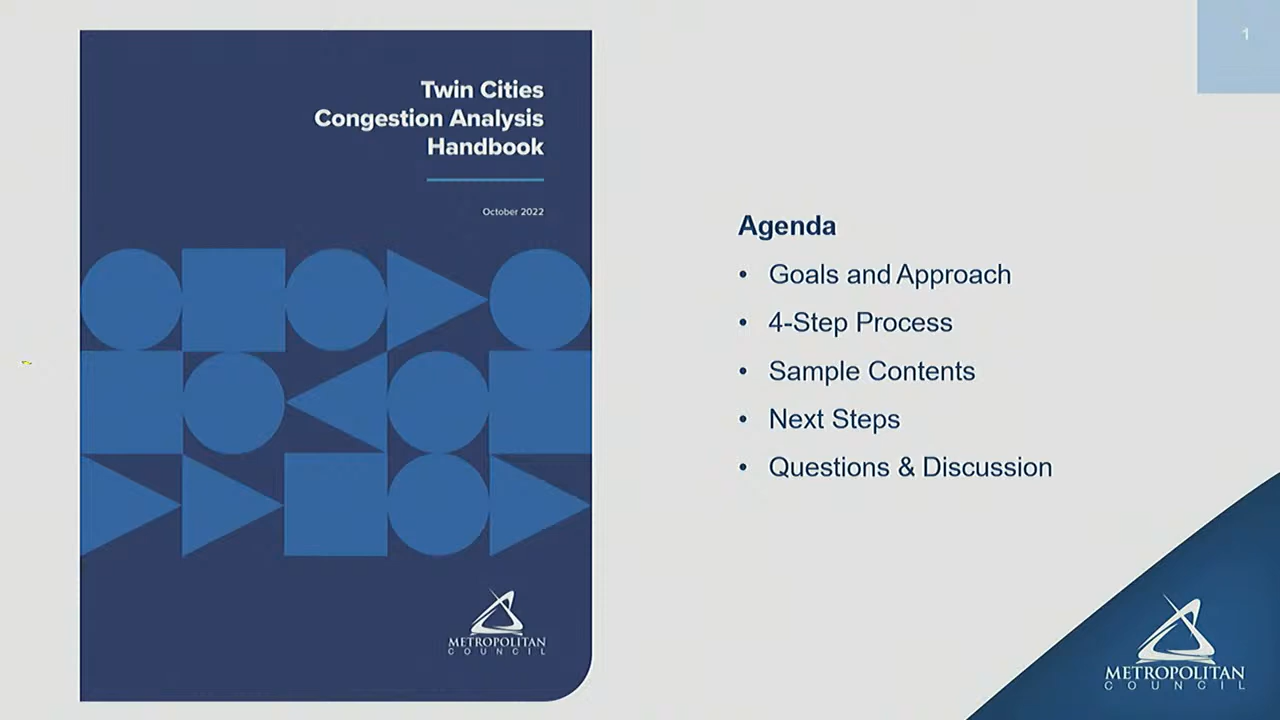 Twin Cities
Congestion Analysis
Handbook
October 2022
METROPOLITAN
COUNCIL
1
Agenda
• Goals and Approach
• 4-Step Process
• Sample Contents
• Next Steps
• Questions & Discussion
METROPOLITAN
COUNCIL